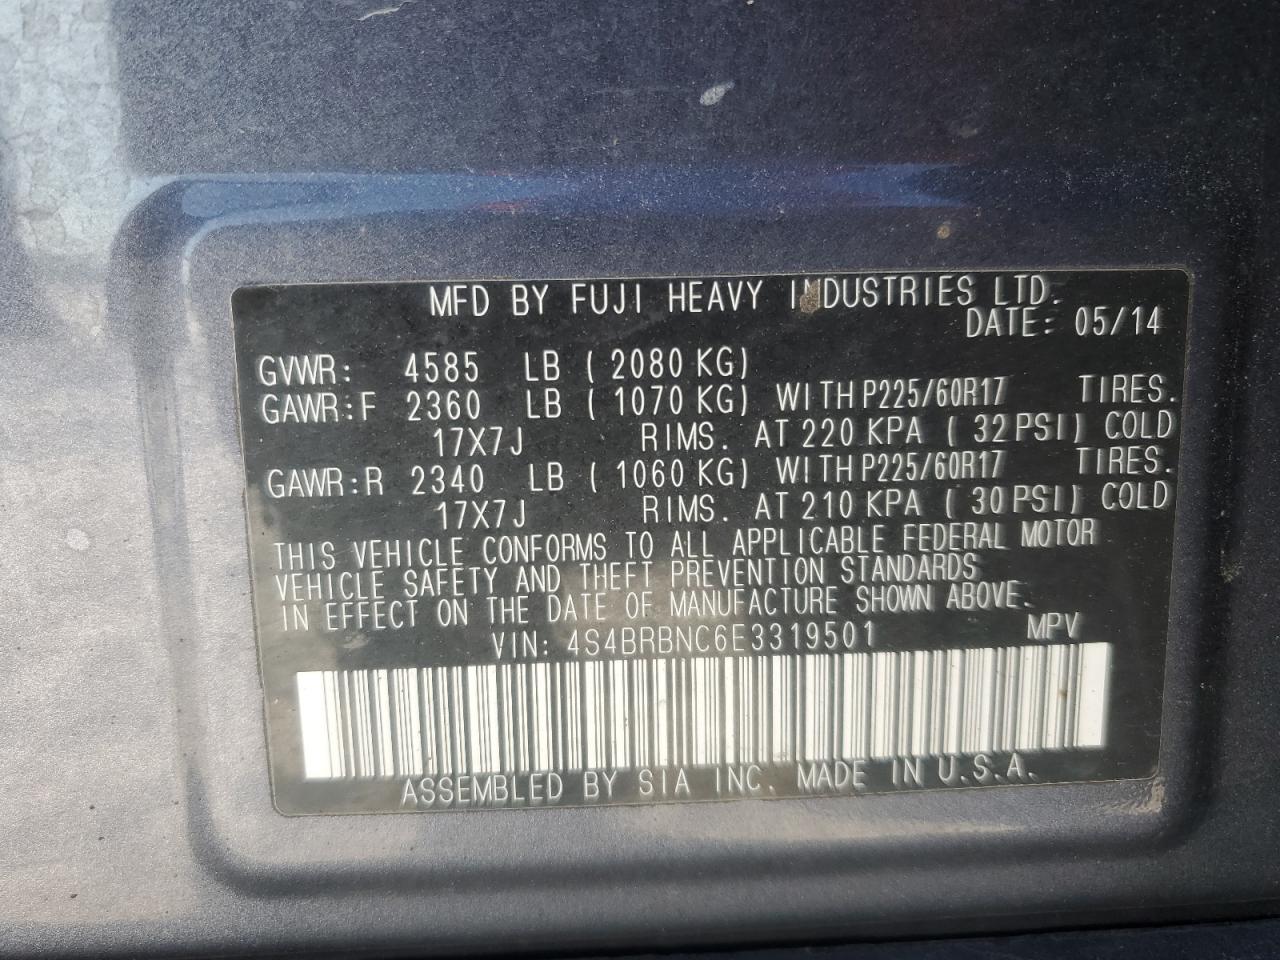 MFD BY FUJI HEAVY INDUSTRIES LTD.
DATE: 05/14
GVWR: 4585 LB ( 2080 KG)
GAWR:F 2360 LB ( 1070 KG) WITH P225/60R17 TIRES.
17X7J RIMS. AT 220 KPA ( 32 PSI) COLD
GAWR:R 2340 LB ( 1060 KG) WITH P225/60R17 TIRES.
17X7J RIMS. AT 210 KPA ( 30 PSI) COLD
THIS VEHICLE CONFORMS TO ALL APPLICABLE FEDERAL MOTOR
VEHICLE SAFETY AND THEFT PREVENTION STANDARDS
IN EFFECT ON THE DATE OF MANUFACTURE SHOWN ABOVE.
VIN: 4S4BRBNC6E3319501 MPV
ASSEMBLED BY SIA INC. MADE IN U.S.A.